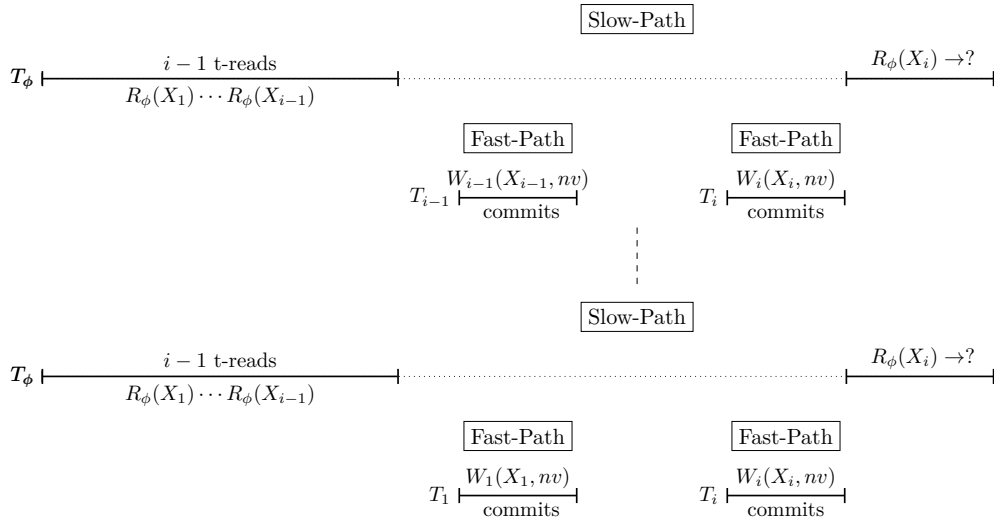 Slow-Path
i − 1 t-reads
R_ϕ(X_i) →?
T_ϕ
R_ϕ(X_1) ··· R_ϕ(X_{i−1})
Fast-Path Fast-Path
W_{i−1}(X_{i−1}, nv) W_i(X_i, nv)
T_{i−1} T_i
commits commits
Slow-Path
i − 1 t-reads
R_ϕ(X_i) →?
T_ϕ
R_ϕ(X_1) ··· R_ϕ(X_{i−1})
Fast-Path Fast-Path
W_1(X_1, nv) W_i(X_i, nv)
T_1 T_i
commits commits